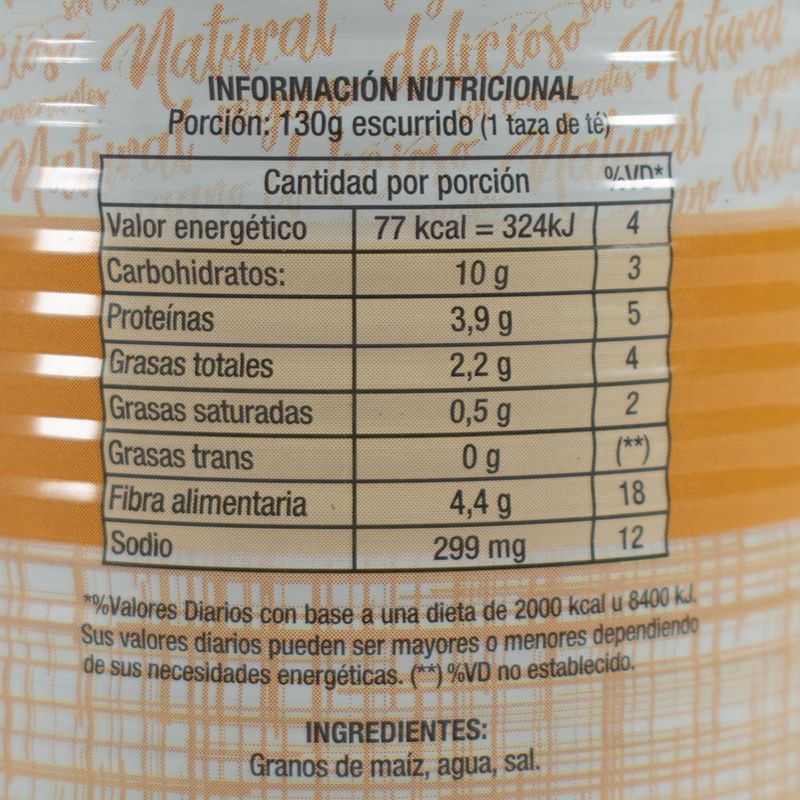 Natural delicioso Natural
INFORMACIÓN NUTRICIONAL
Porción: 130g escurrido (1 taza de té)
Natural
Cantidad por porción %VD*
Valor energético 77 kcal = 324kJ 4
Carbohidratos: 10 g 3
Proteínas 3,9 g 5
Grasas totales 2,2 g 4
Grasas saturadas 0,5 g 2
Grasas trans 0 g (**)
Fibra alimentaria 4,4 g 18
Sodio 299 mg 12
*%Valores Diarios con base a una dieta de 2000 kcal u 8400 kJ.
Sus valores diarios pueden ser mayores o menores dependiendo
de sus necesidades energéticas. (**) %VD no establecido.
INGREDIENTES:
Granos de maíz, agua, sal.